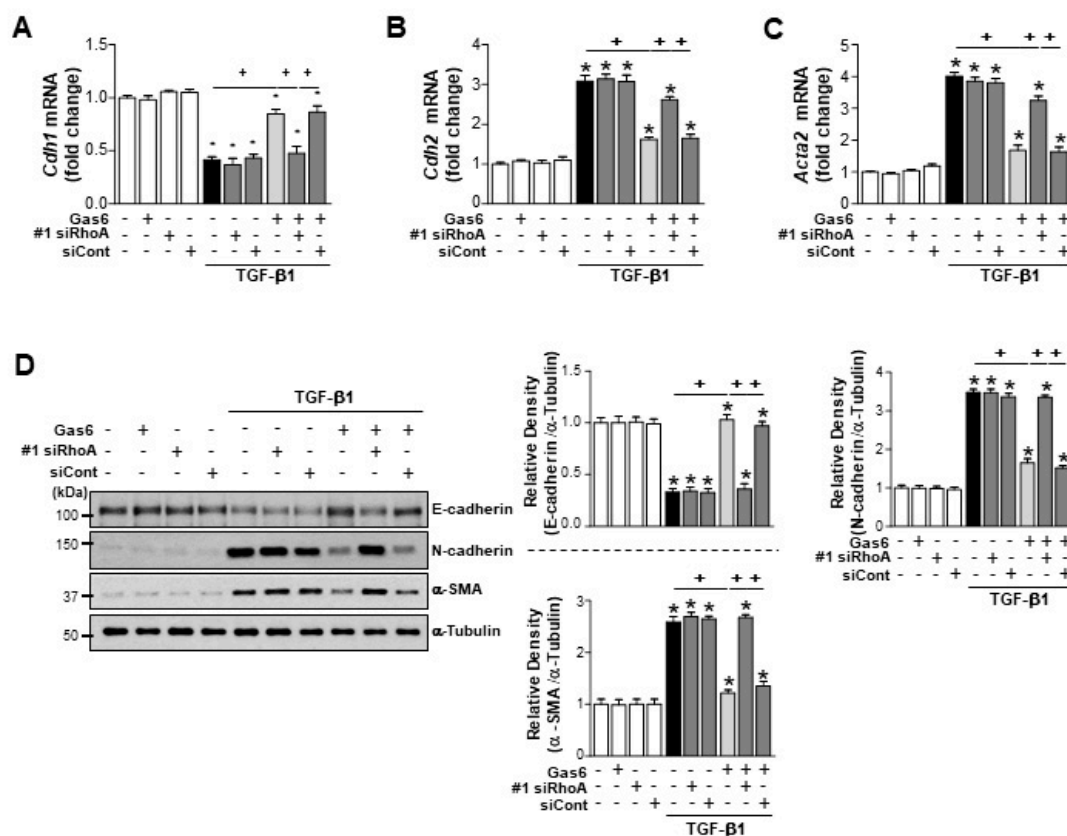 A
Cdh1 mRNA
(fold change)
1.5
1.0
0.5
0.0
+ + +
* * * * * *
Gas6 - + - - - - - + + +
#1 siRhoA - - + - - + - - + -
siCont - - - + - - + - - +
TGF-β1
B
Cdh2 mRNA
(fold change)
5
4
3
2
1
0
+ + +
* * * * * *
Gas6 - + - - - - - + + +
#1 siRhoA - - + - - + - - + -
siCont - - - + - - + - - +
TGF-β1
C
Acta2 mRNA
(fold change)
5
4
3
2
1
0
+ + +
* * * * * *
Gas6 - + - - - - - + + +
#1 siRhoA - - + - - + - - + -
siCont - - - + - - + - - +
TGF-β1
D
TGF-β1
Gas6 - + - - - - - + + +
#1 siRhoA - - + - - + - - + -
siCont - - - + - - + - - +
(kDa)
100 E-cadherin
150 N-cadherin
37 α-SMA
50 α-Tubulin
Relative Density
(E-cadherin/α-Tubulin)
1.5
1.0
0.5
0.0
+ + +
* * * * * *
Relative Density
(α-SMA/α-Tubulin)
3
2
1
0
+ + +
* * * * * *
Gas6 - + - - - - - + + +
#1 siRhoA - - + - - + - - + -
siCont - - - + - - + - - +
TGF-β1
Relative Density
(N-cadherin/α-Tubulin)
4
3
2
1
0
+ + +
* * * * * *
Gas6 - + - - - - - + + +
#1 siRhoA - - + - - + - - + -
siCont - - - + - - + - - +
TGF-β1